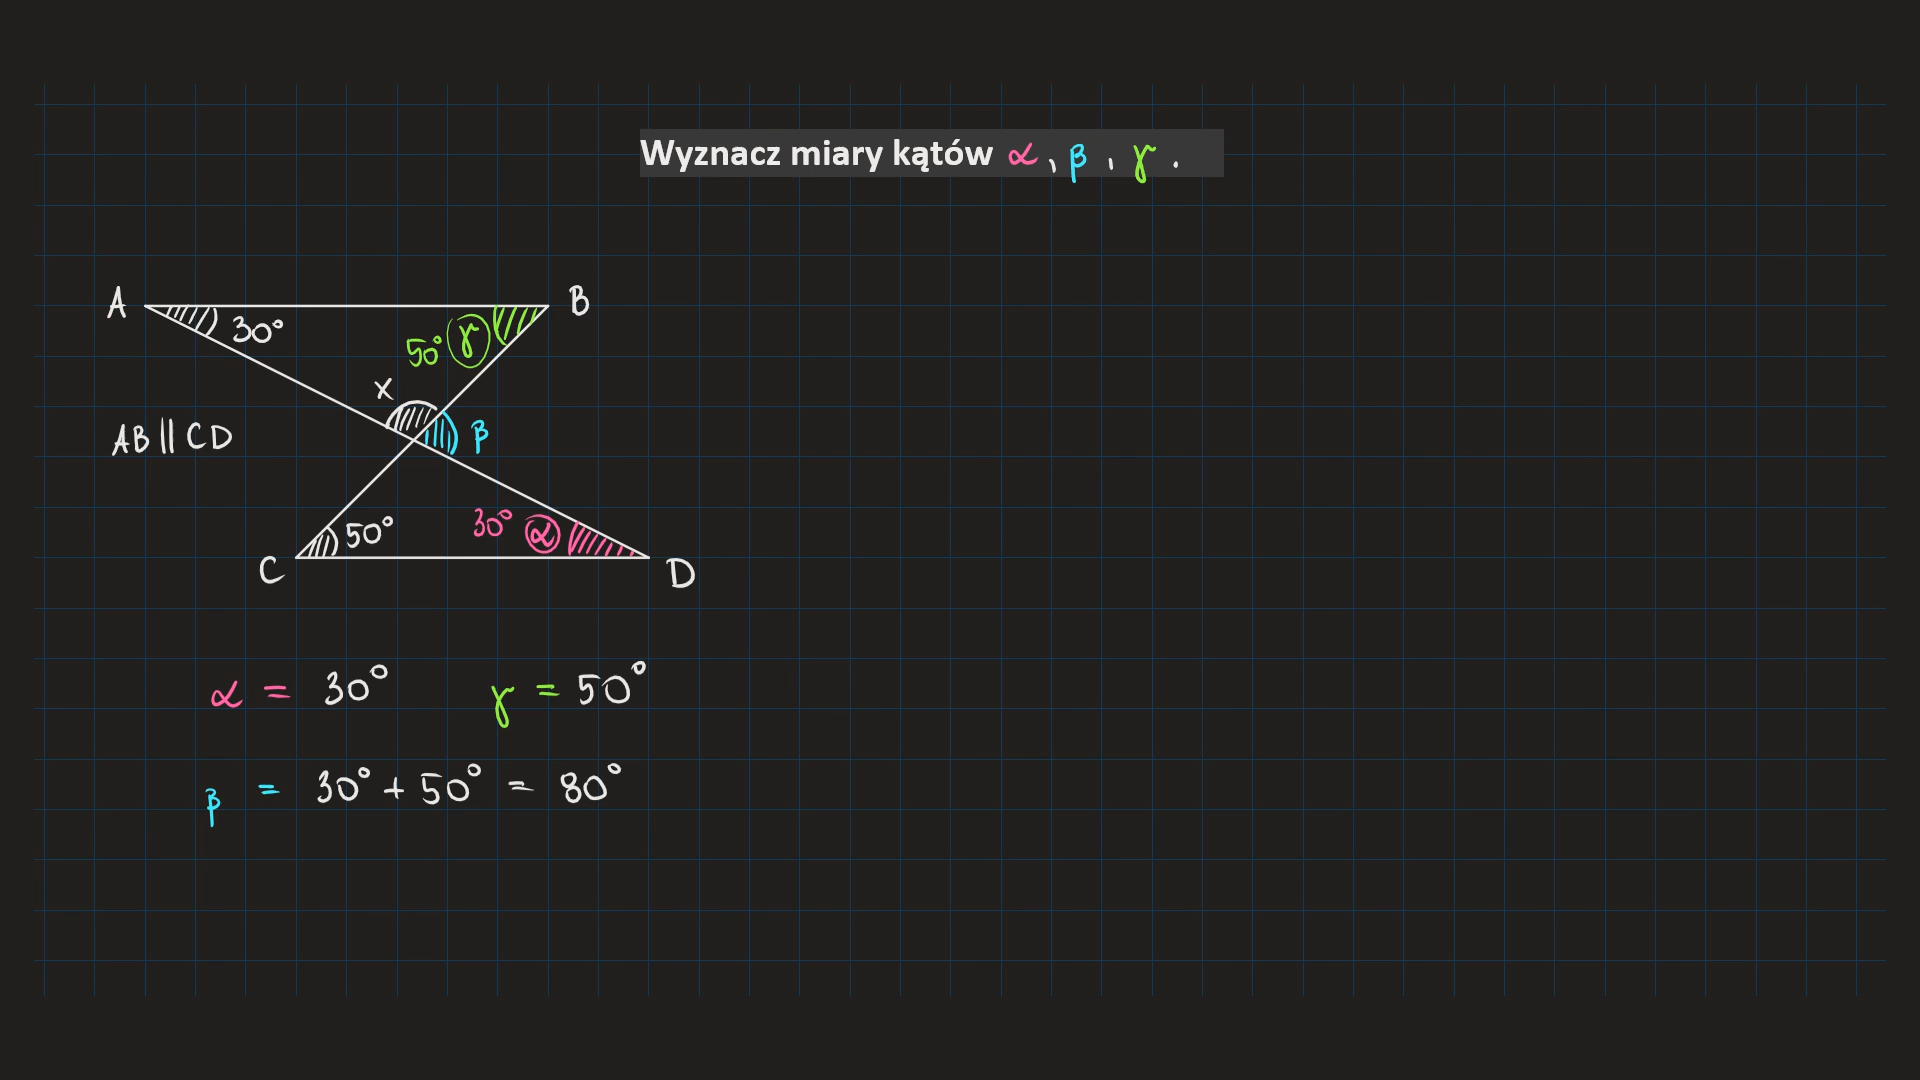 Wyznacz miary kątów α, β, γ.
A B
30° 50° γ
x
AB || CD β
50° 30° α
C D
α = 30° γ = 50°
β = 30° + 50° = 80°